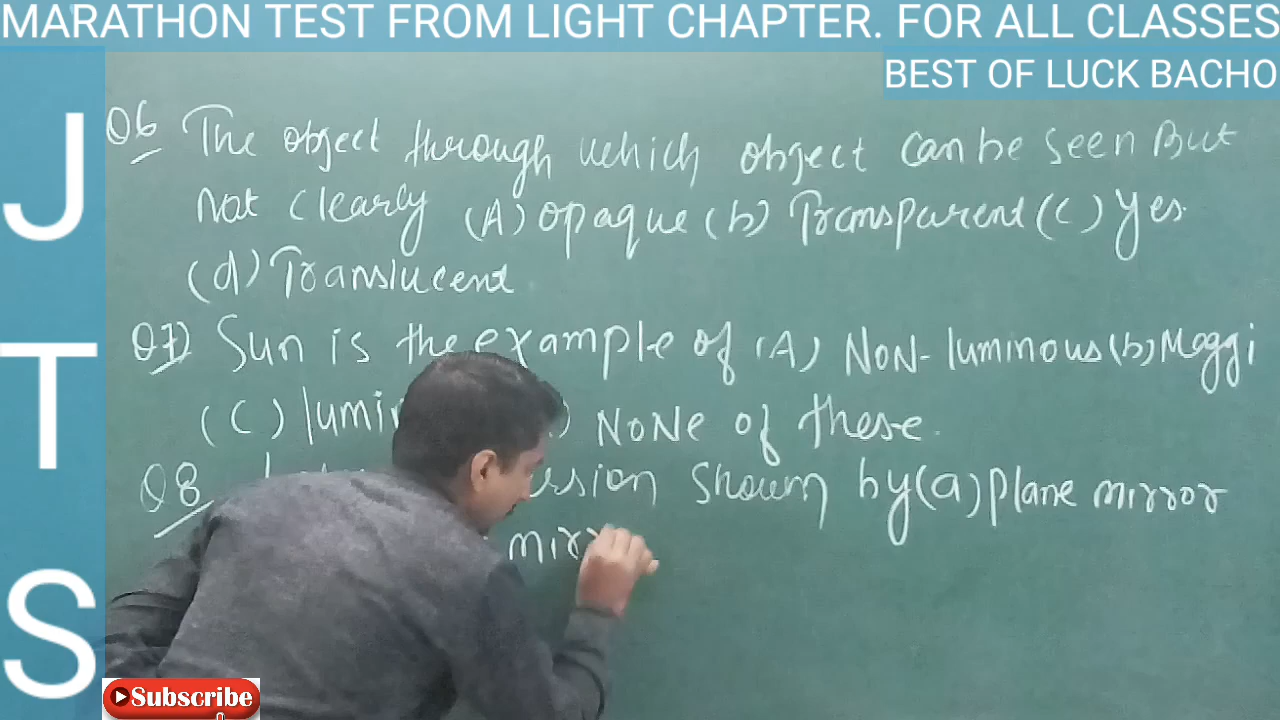 MARATHON TEST FROM LIGHT CHAPTER. FOR ALL CLASSES
BEST OF LUCK BACHO
JTS
Q6 The object through which object can be seen But
Not clearly (A) opaque (b) Transparent (C) Yes.
(d) Translucent
Q7) Sun is the example of (A) NoN-luminous (b) Maggi
(C) NoNe of these.
Q8 shown by (a) Plane mirror
Subscribe